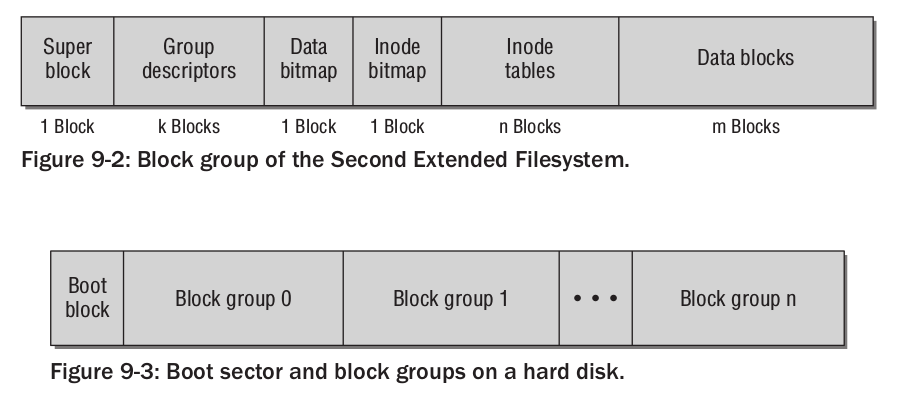 Super
block
Group
descriptors
Data
bitmap
Inode
bitmap
Inode
tables
Data blocks
1 Block
k Blocks
1 Block
1 Block
n Blocks
m Blocks
Figure 9-2: Block group of the Second Extended Filesystem.
Boot
block
Block group 0
Block group 1
• • •
Block group n
Figure 9-3: Boot sector and block groups on a hard disk.